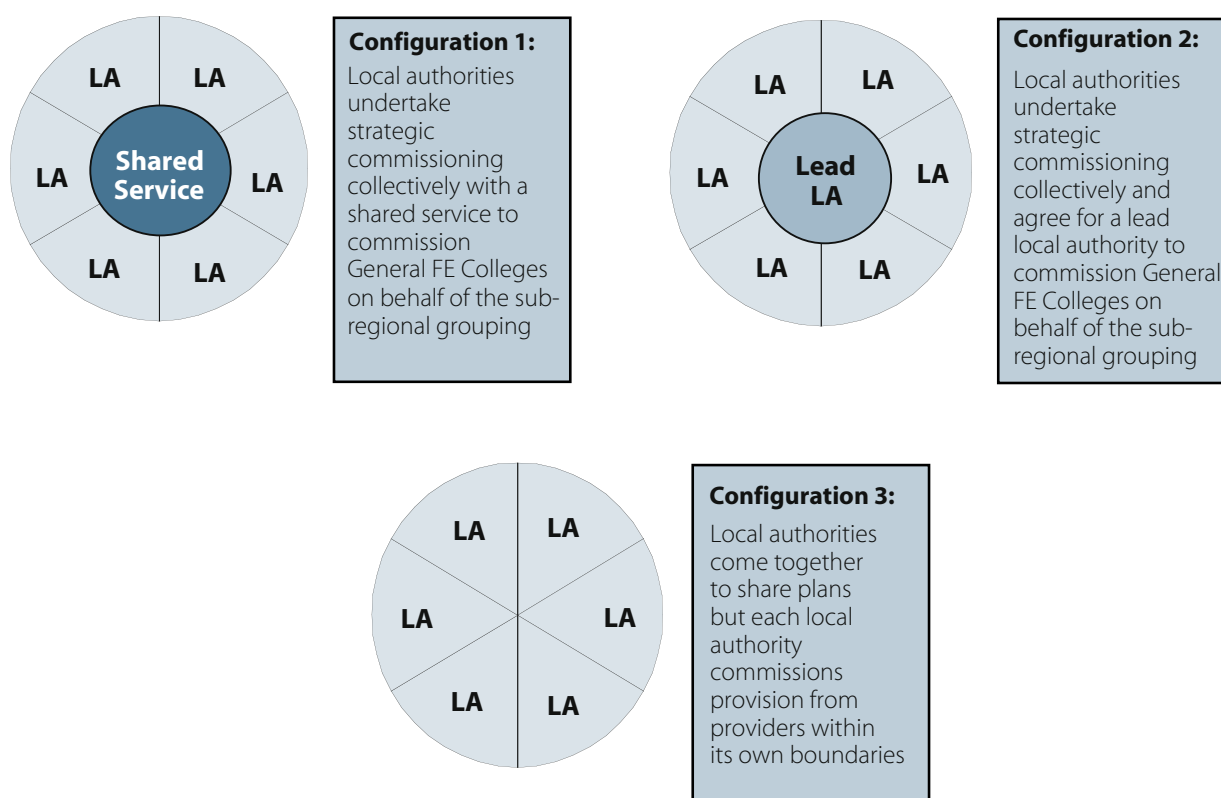 LA
LA
LA
Shared
Service
LA
LA
LA
Configuration 1:
Local authorities
undertake
strategic
commissioning
collectively with a
shared service to
commission
General FE Colleges
on behalf of the sub-
regional grouping
LA
LA
LA
Lead
LA
LA
LA
LA
Configuration 2:
Local authorities
undertake
strategic
commissioning
collectively and
agree for a lead
local authority to
commission General
FE Colleges on
behalf of the sub-
regional grouping
LA
LA
LA
LA
LA
LA
Configuration 3:
Local authorities
come together
to share plans
but each local
authority
commissions
provision from
providers within
its own boundaries